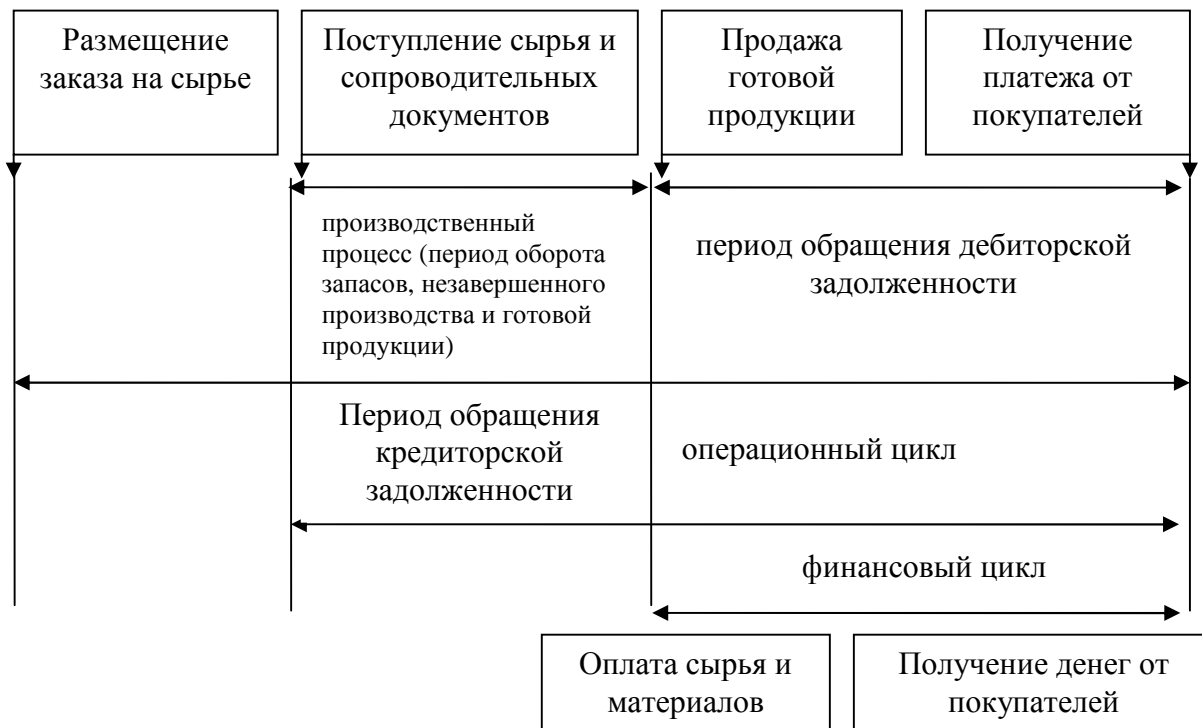 Размещение
заказа на сырье
Поступление сырья и
сопроводительных
документов
Продажа
готовой
продукции
Получение
платежа от
покупателей
производственный
процесс (период оборота
запасов, незавершенного
производства и готовой
продукции)
период обращения дебиторской
задолженности
Период обращения
кредиторской
задолженности
операционный цикл
финансовый цикл
Оплата сырья и
материалов
Получение денег от
покупателей